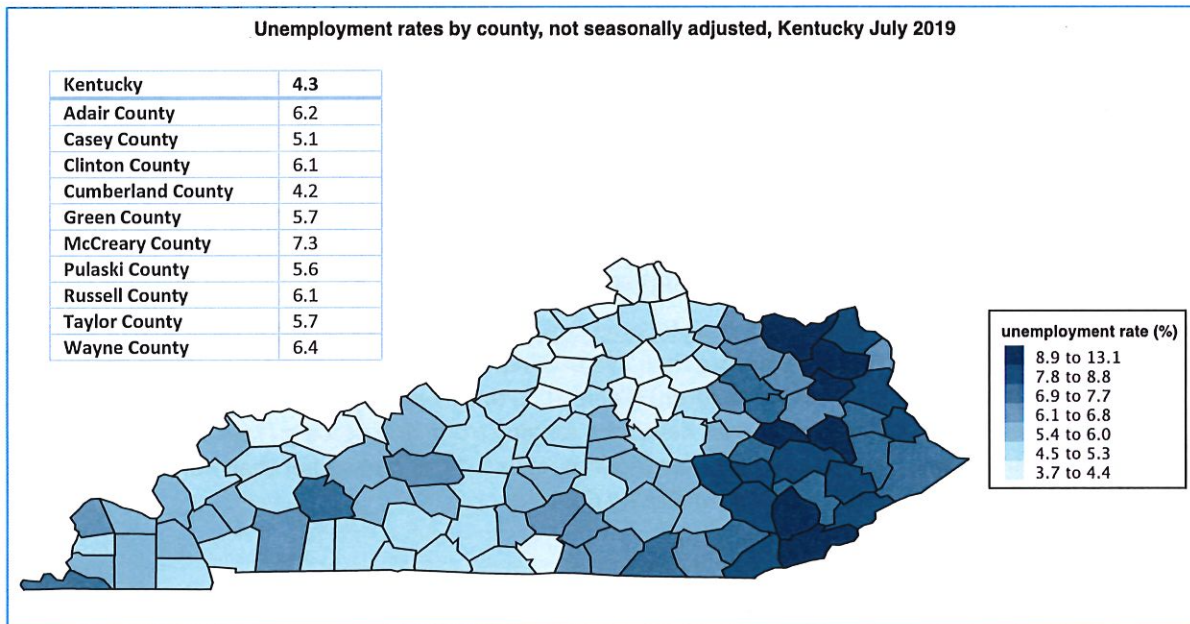 Unemployment rates by county, not seasonally adjusted, Kentucky July 2019
Kentucky 4.3
Adair County 6.2
Casey County 5.1
Clinton County 6.1
Cumberland County 4.2
Green County 5.7
McCreary County 7.3
Pulaski County 5.6
Russell County 6.1
Taylor County 5.7
Wayne County 6.4
unemployment rate (%)
8.9 to 13.1
7.8 to 8.8
6.9 to 7.7
6.1 to 6.8
5.4 to 6.0
4.5 to 5.3
3.7 to 4.4